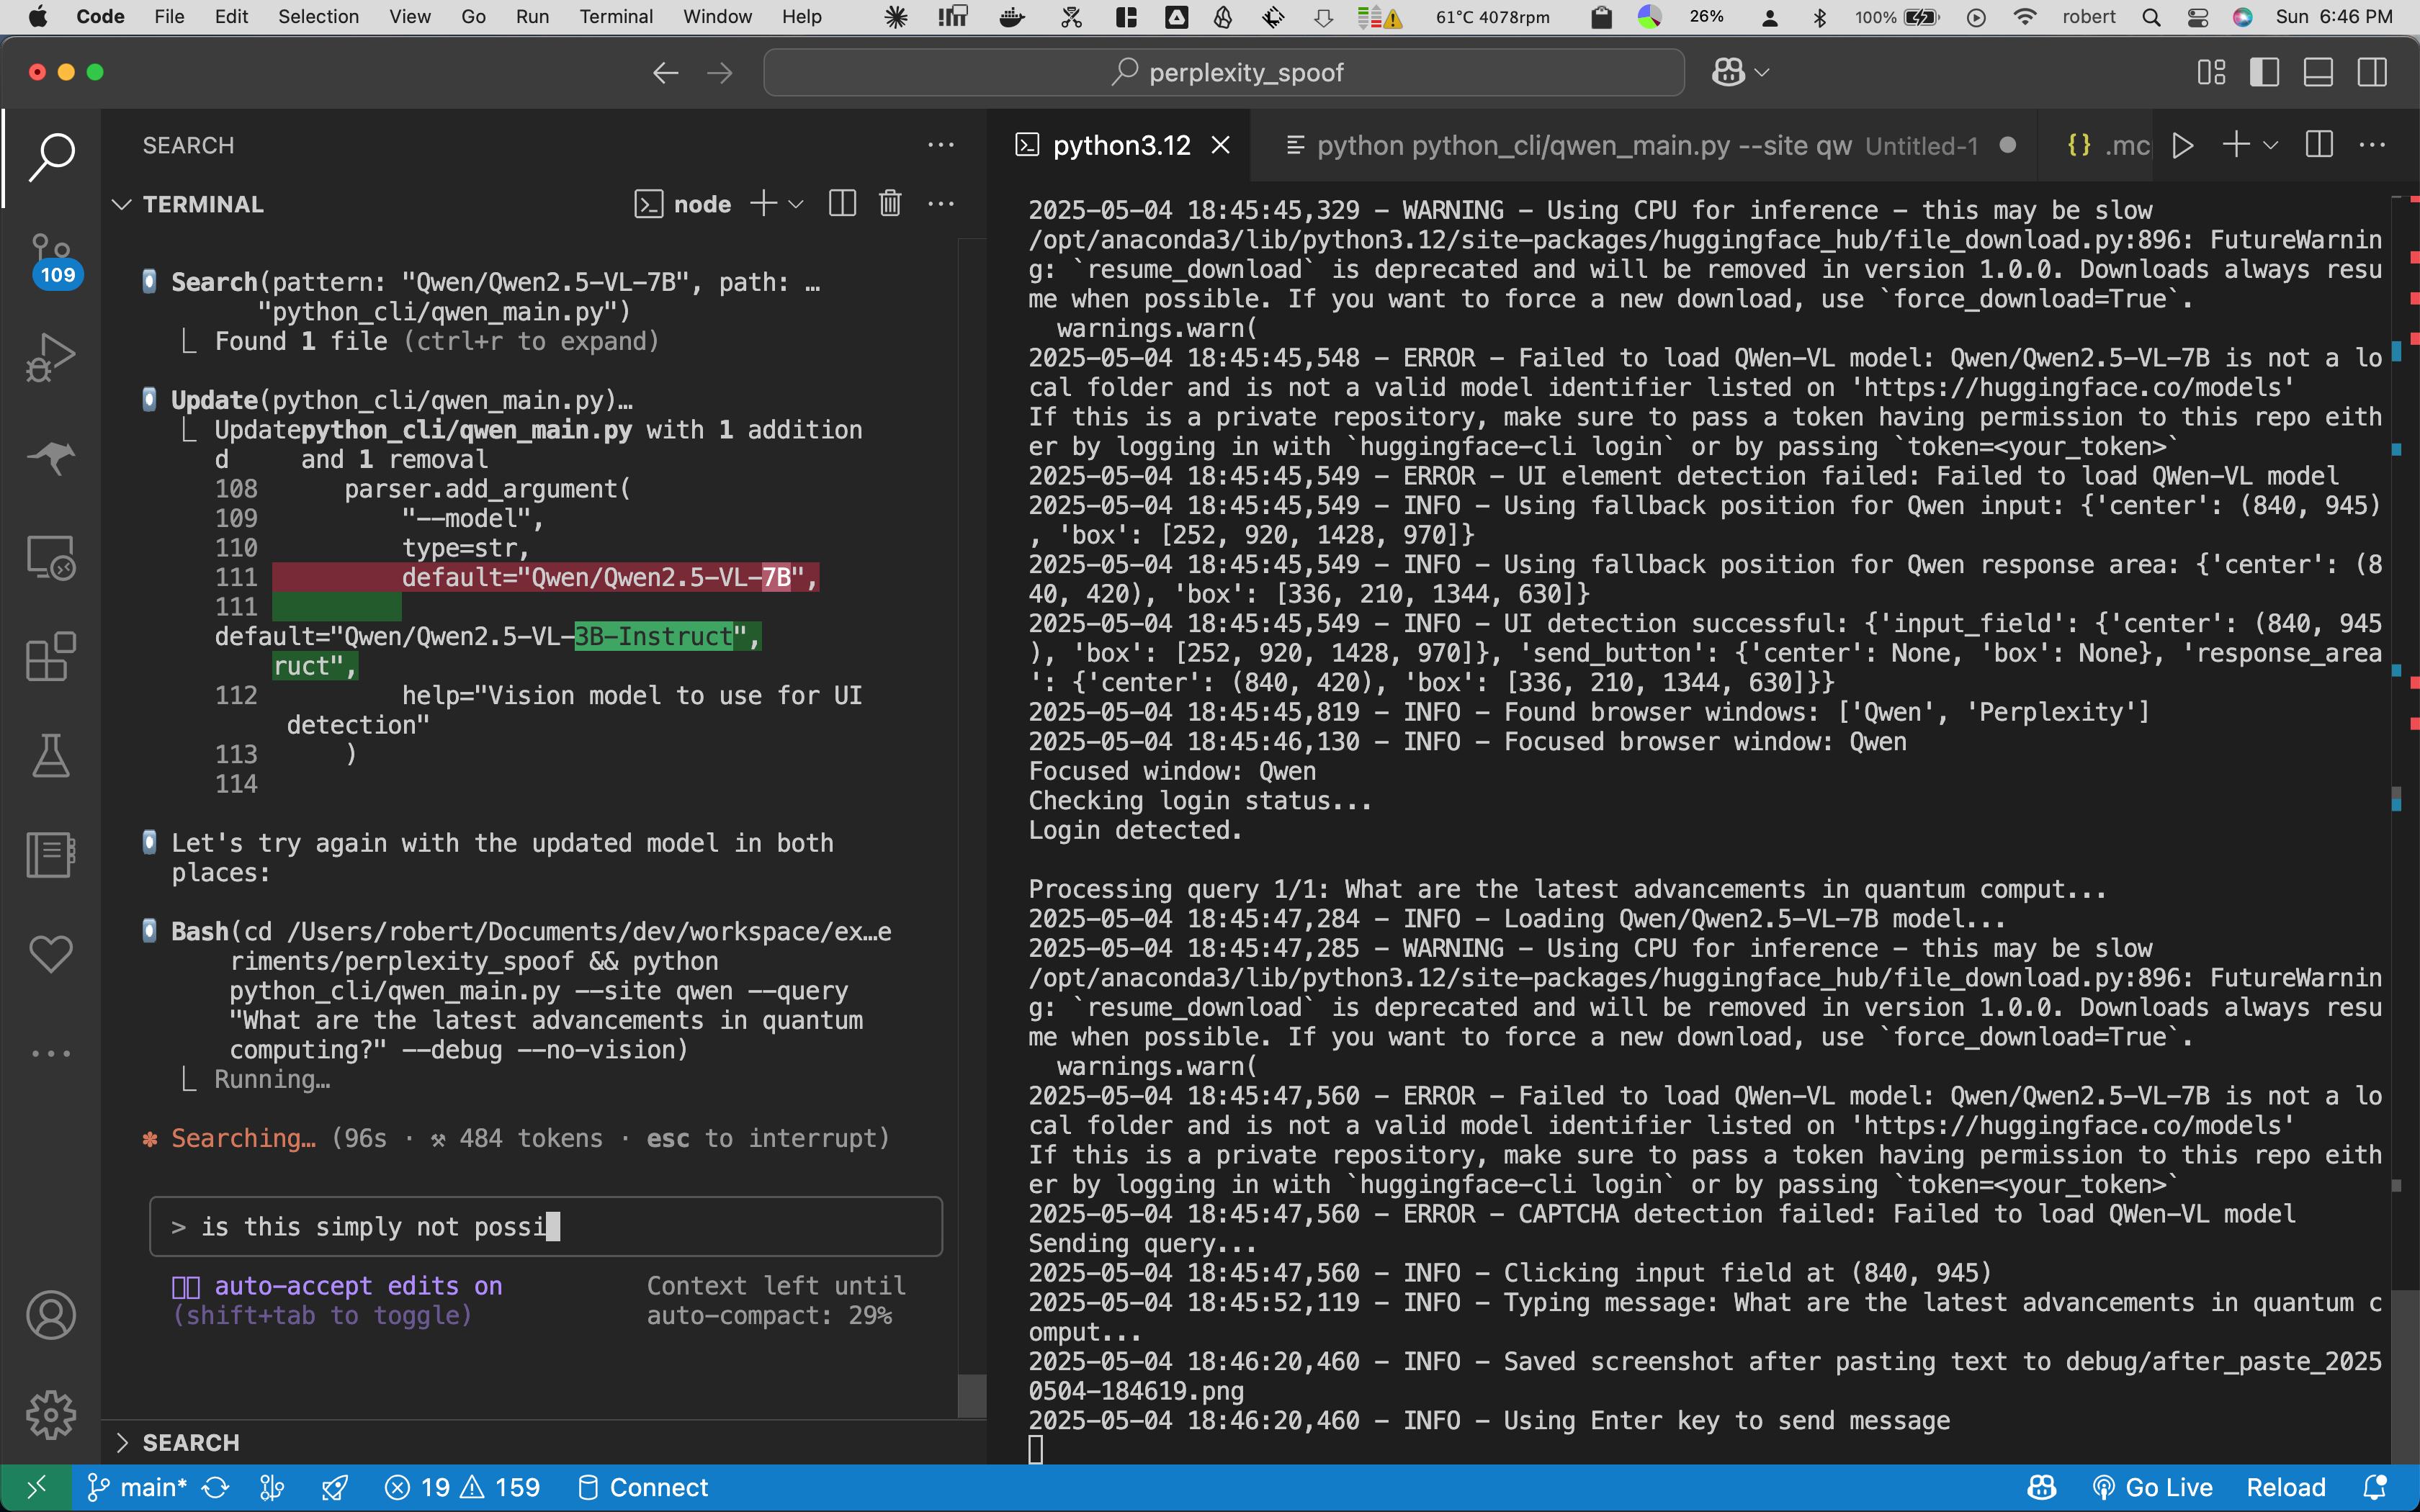 Code File Edit Selection View Go Run Terminal Window Help 61°C 4078rpm 26% 100% robert Sun 6:46 PM
perplexity_spoof
SEARCH
109
TERMINAL
node
Search(pattern: "Qwen/Qwen2.5-VL-7B", path: …
"python_cli/qwen_main.py")
Found 1 file (ctrl+r to expand)
Update(python_cli/qwen_main.py)…
Updatepython_cli/qwen_main.py with 1 addition
d and 1 removal
108 parser.add_argument(
109 "--model",
110 type=str,
111 default="Qwen/Qwen2.5-VL-7B",
111
default="Qwen/Qwen2.5-VL-3B-Instruct",
ruct",
112 help="Vision model to use for UI
detection"
113 )
114
Let's try again with the updated model in both
places:
Bash(cd /Users/robert/Documents/dev/workspace/ex…e
riments/perplexity_spoof && python
python_cli/qwen_main.py --site qwen --query
"What are the latest advancements in quantum
computing?" --debug --no-vision)
Running…
Searching… (96s · ⚒ 484 tokens · esc to interrupt)
> is this simply not possi
auto-accept edits on
(shift+tab to toggle)
Context left until
auto-compact: 29%
SEARCH
python3.12 python python_cli/qwen_main.py --site qw Untitled-1 {} .mc
2025-05-04 18:45:45,329 - WARNING - Using CPU for inference - this may be slow
/opt/anaconda3/lib/python3.12/site-packages/huggingface_hub/file_download.py:896: FutureWarnin
g: `resume_download` is deprecated and will be removed in version 1.0.0. Downloads always resu
me when possible. If you want to force a new download, use `force_download=True`.
warnings.warn(
2025-05-04 18:45:45,548 - ERROR - Failed to load QWen-VL model: Qwen/Qwen2.5-VL-7B is not a lo
cal folder and is not a valid model identifier listed on 'https://huggingface.co/models'
If this is a private repository, make sure to pass a token having permission to this repo eith
er by logging in with `huggingface-cli login` or by passing `token=<your_token>`
2025-05-04 18:45:45,549 - ERROR - UI element detection failed: Failed to load QWen-VL model
2025-05-04 18:45:45,549 - INFO - Using fallback position for Qwen input: {'center': (840, 945)
, 'box': [252, 920, 1428, 970]}
2025-05-04 18:45:45,549 - INFO - Using fallback position for Qwen response area: {'center': (8
40, 420), 'box': [336, 210, 1344, 630]}
2025-05-04 18:45:45,549 - INFO - UI detection successful: {'input_field': {'center': (840, 945
), 'box': [252, 920, 1428, 970]}, 'send_button': {'center': None, 'box': None}, 'response_area
': {'center': (840, 420), 'box': [336, 210, 1344, 630]}}
2025-05-04 18:45:45,819 - INFO - Found browser windows: ['Qwen', 'Perplexity']
2025-05-04 18:45:46,130 - INFO - Focused browser window: Qwen
Focused window: Qwen
Checking login status...
Login detected.
Processing query 1/1: What are the latest advancements in quantum comput...
2025-05-04 18:45:47,284 - INFO - Loading Qwen/Qwen2.5-VL-7B model...
2025-05-04 18:45:47,285 - WARNING - Using CPU for inference - this may be slow
/opt/anaconda3/lib/python3.12/site-packages/huggingface_hub/file_download.py:896: FutureWarnin
g: `resume_download` is deprecated and will be removed in version 1.0.0. Downloads always resu
me when possible. If you want to force a new download, use `force_download=True`.
warnings.warn(
2025-05-04 18:45:47,560 - ERROR - Failed to load QWen-VL model: Qwen/Qwen2.5-VL-7B is not a lo
cal folder and is not a valid model identifier listed on 'https://huggingface.co/models'
If this is a private repository, make sure to pass a token having permission to this repo eith
er by logging in with `huggingface-cli login` or by passing `token=<your_token>`
2025-05-04 18:45:47,560 - ERROR - CAPTCHA detection failed: Failed to load QWen-VL model
Sending query...
2025-05-04 18:45:47,560 - INFO - Clicking input field at (840, 945)
2025-05-04 18:45:52,119 - INFO - Typing message: What are the latest advancements in quantum c
omput...
2025-05-04 18:46:20,460 - INFO - Saved screenshot after pasting text to debug/after_paste_2025
0504-184619.png
2025-05-04 18:46:20,460 - INFO - Using Enter key to send message
main* 19 159 Connect Go Live Reload